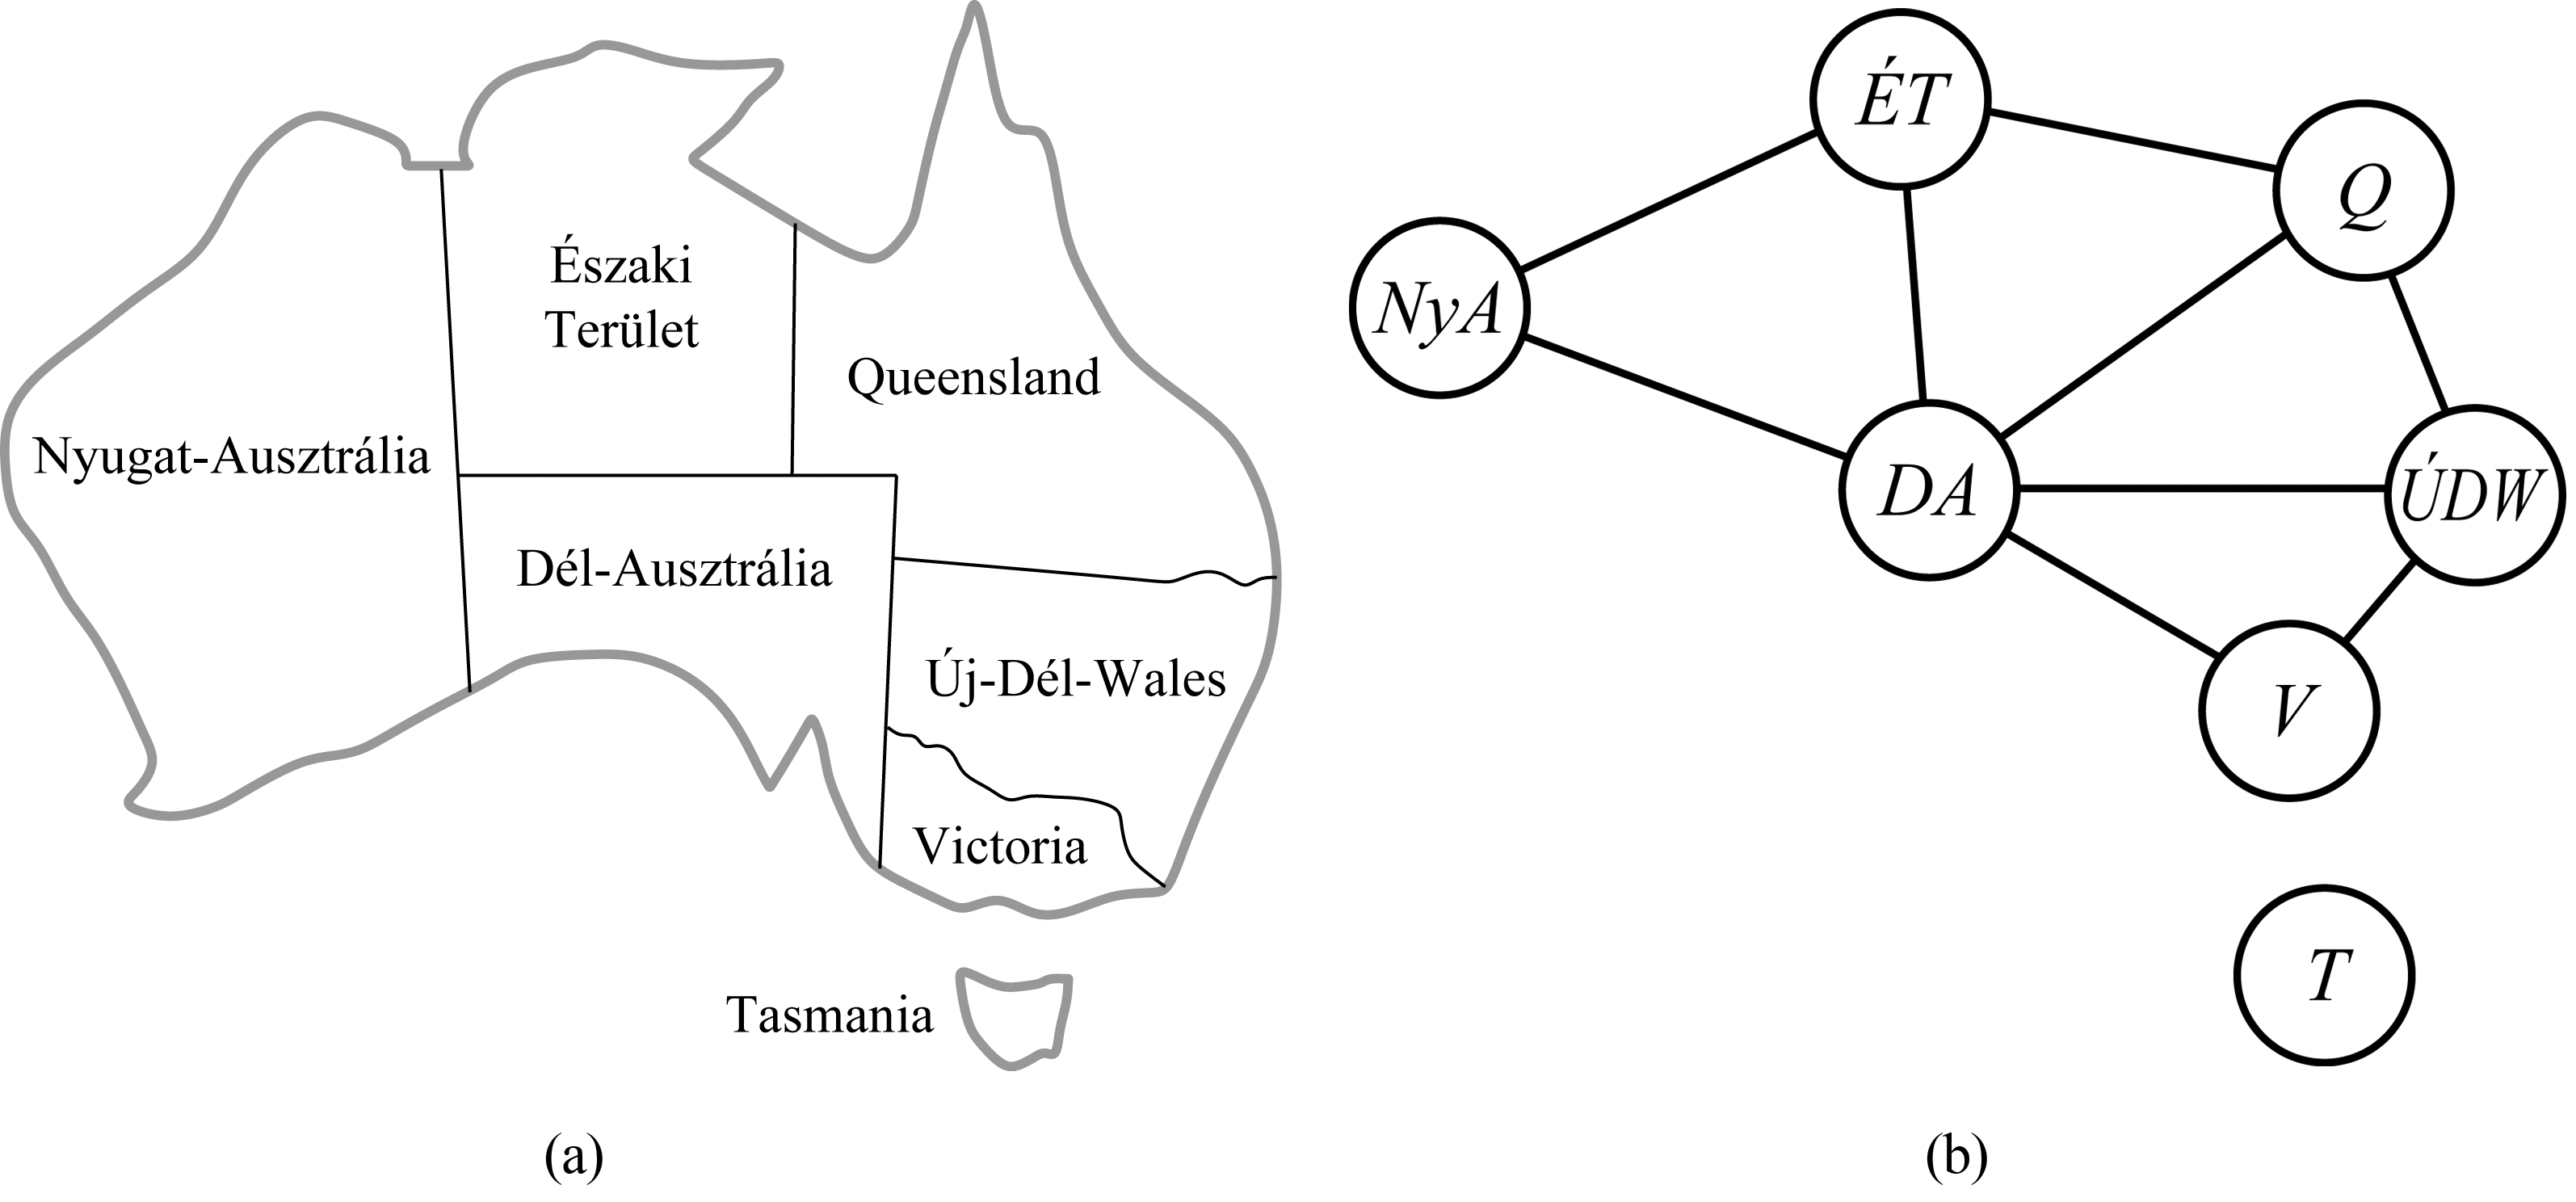 Északi
Terület
Queensland
Nyugat-Ausztrália
Dél-Ausztrália
Új-Dél-Wales
Victoria
Tasmania
(a)
ÉT
Q
NyA
DA
ÚDW
V
T
(b)